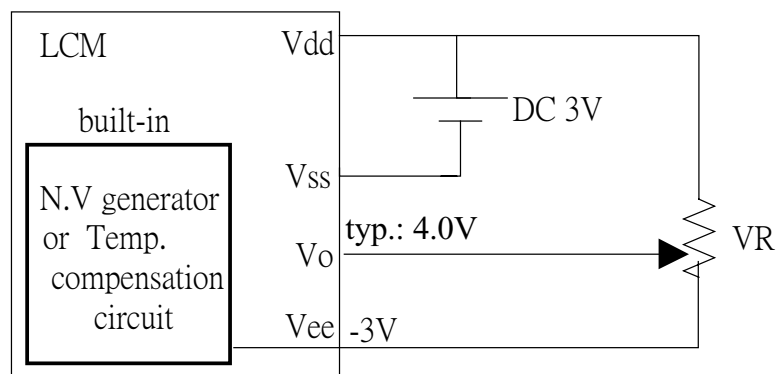 LCM
Vdd
DC 3V
built-in
Vss
N.V generator
or Temp.
compensation
circuit
typ.: 4.0V
Vo
VR
Vee
-3V